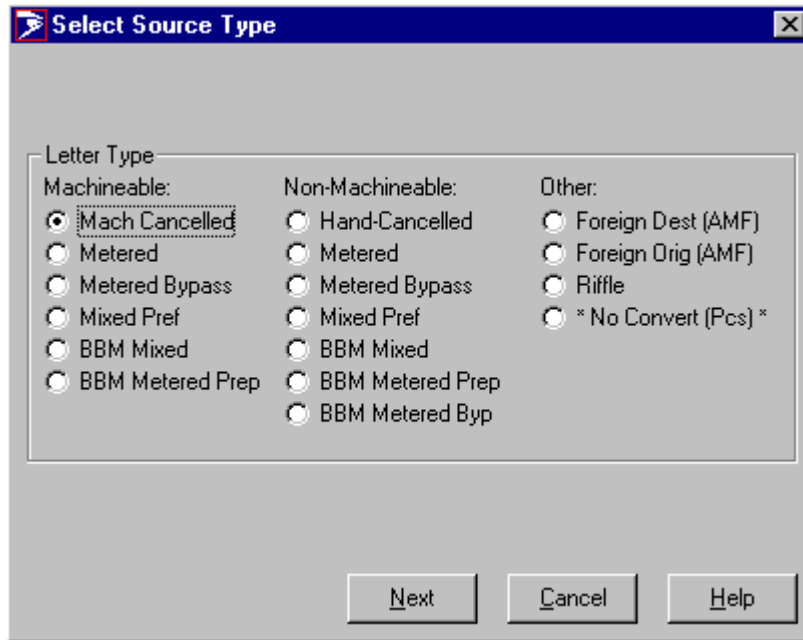 Select Source Type
Letter Type
Machineable:
Mach Cancelled
Metered
Metered Bypass
Mixed Pref
BBM Mixed
BBM Metered Prep
Non-Machineable:
Hand-Cancelled
Metered
Metered Bypass
Mixed Pref
BBM Mixed
BBM Metered Prep
BBM Metered Byp
Other:
Foreign Dest (AMF)
Foreign Orig (AMF)
Riffle
* No Convert (Pcs) *
Next
Cancel
Help